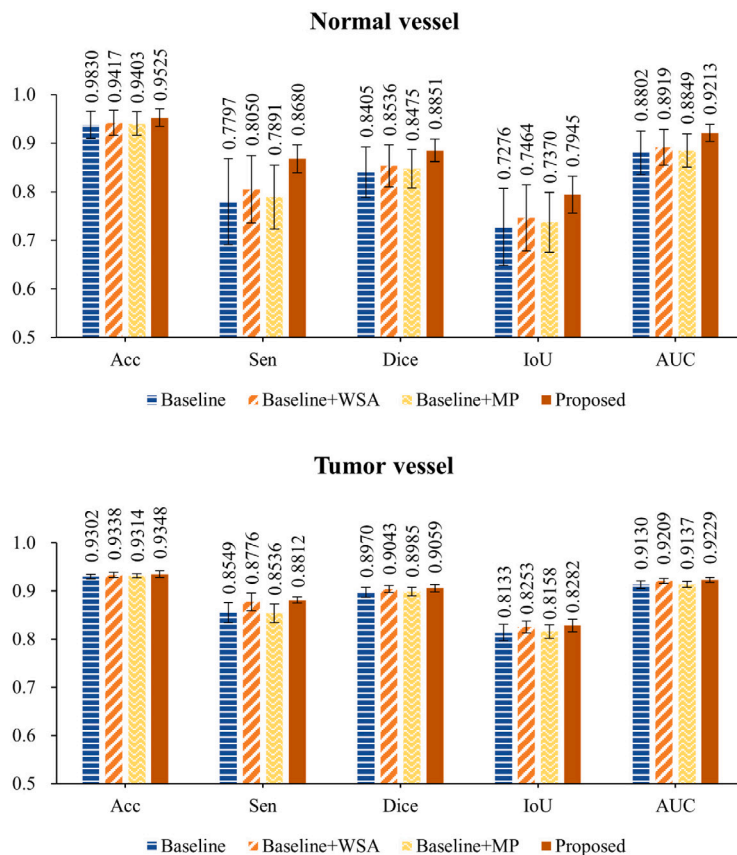 Normal vessel
0.9830 0.9417 0.9403 0.9525 0.7797 0.8050 0.7891 0.8680 0.8405 0.8536 0.8475 0.8851 0.7276 0.7464 0.7370 0.7945 0.8802 0.8919 0.8849 0.9213
1.0
0.9
0.8
0.7
0.6
0.5
Acc Sen Dice IoU AUC
Baseline Baseline+WSA Baseline+MP Proposed
Tumor vessel
0.9302 0.9338 0.9314 0.9348 0.8549 0.8776 0.8536 0.8812 0.8970 0.9043 0.8985 0.9059 0.8133 0.8253 0.8158 0.8282 0.9130 0.9209 0.9137 0.9229
1.0
0.9
0.8
0.7
0.6
0.5
Acc Sen Dice IoU AUC
Baseline Baseline+WSA Baseline+MP Proposed